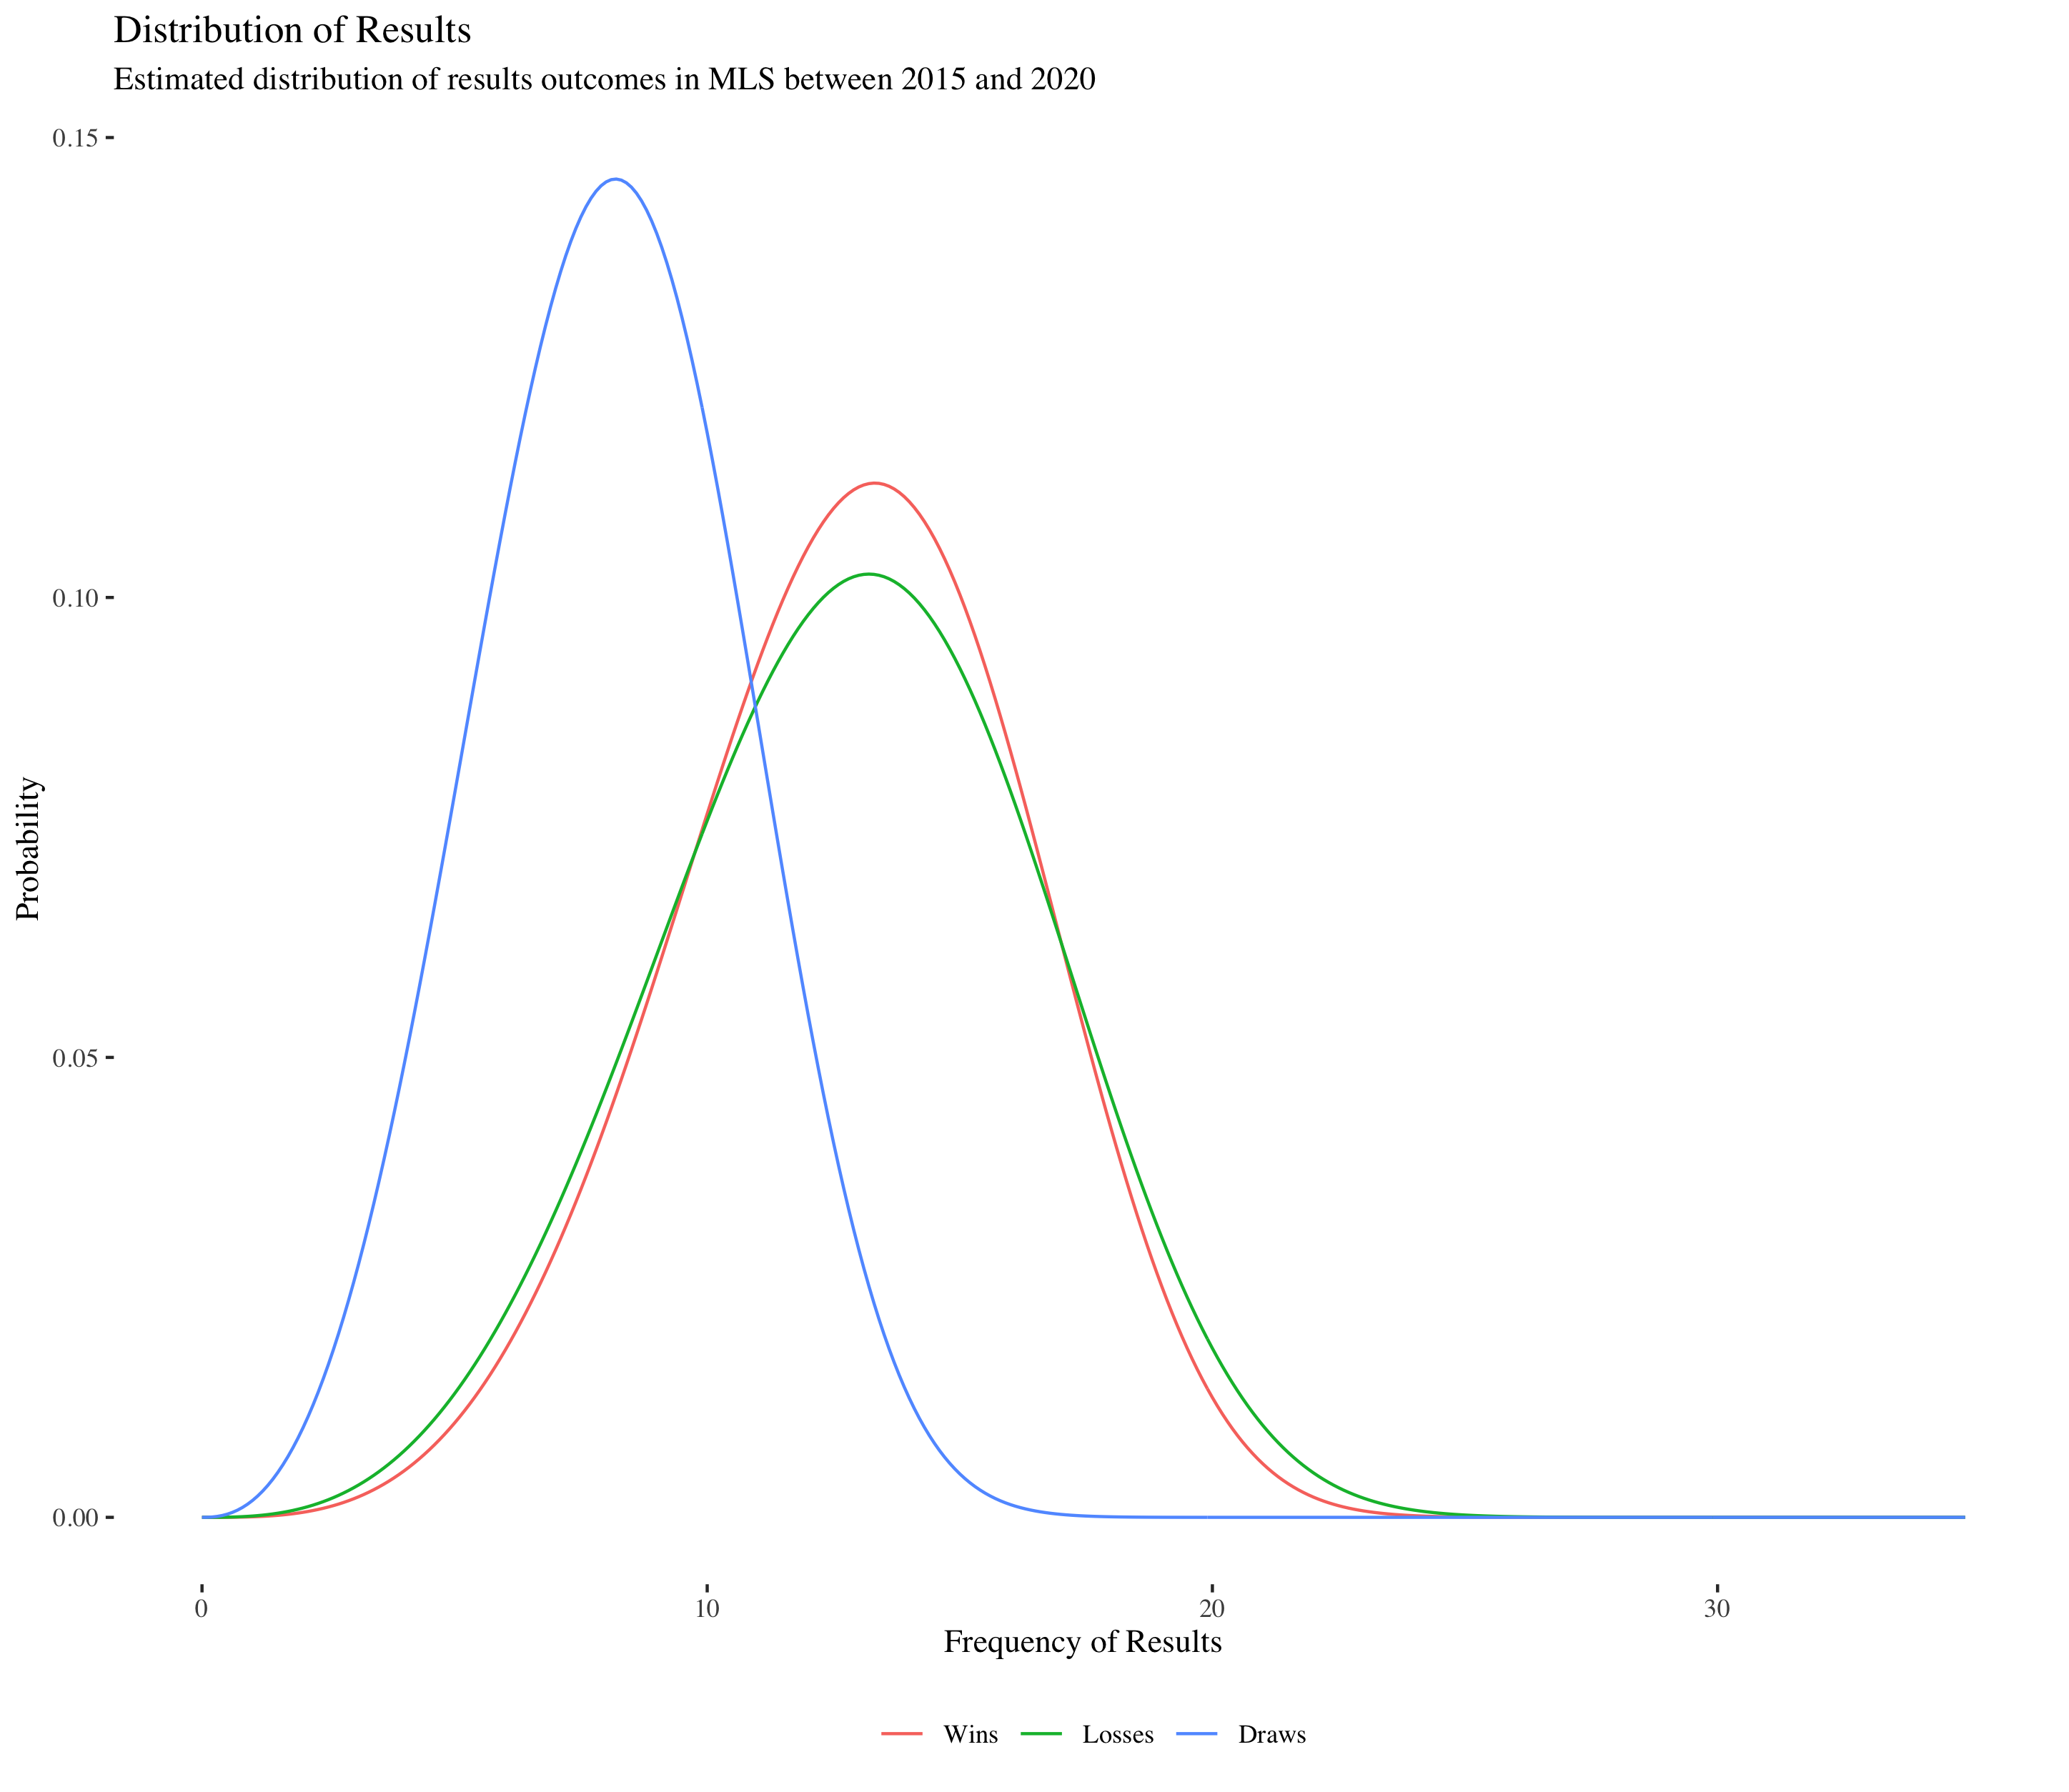 Distribution of Results
Estimated distribution of results outcomes in MLS between 2015 and 2020
0.15
0.10
0.05
0.00
Probability
0 10 20 30
Frequency of Results
Wins Losses Draws